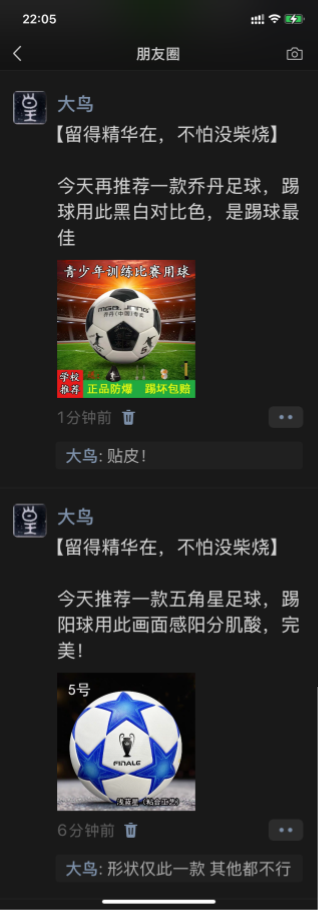 22:05
朋友圈
大鸟
【留得精华在，不怕没柴烧】
今天再推荐一款乔丹足球，踢
球用此黑白对比色，是踢球最
佳
青少年训练比赛用球
乔丹(中国)专卖
学校
推荐
正品防爆 踢坏包赔
1分钟前
大鸟: 贴皮！
大鸟
【留得精华在，不怕没柴烧】
今天推荐一款五角星足球，踢
阳球用此画面感阳分肌酸，完
美！
5号
FINALE
6分钟前
大鸟: 形状仅此一款 其他都不行